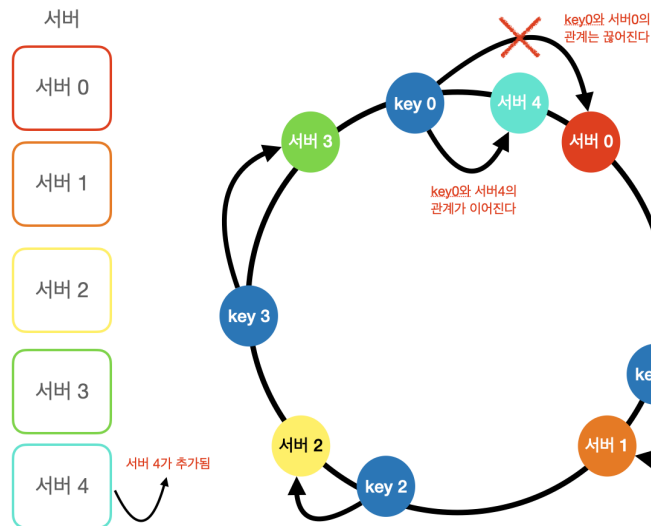 서버
서버 0
서버 1
서버 2
서버 3
서버 4
서버 4가 추가됨
key0와 서버0의
관계는 끊어진다
key 0
서버 4
서버 0
서버 3
key0와 서버4의
관계가 이어진다
key 3
서버 2
key 2
서버 1